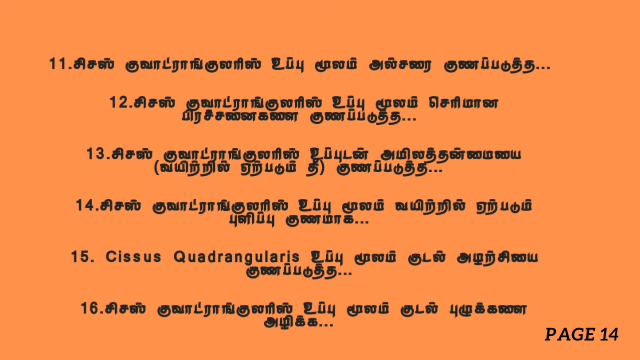 11.சிசஸ் குவாட்ராங்குலரிஸ் உப்பு மூலம் அல்சரை குணப்படுத்த...
12.சிசஸ் குவாட்ராங்குலரிஸ் உப்பு மூலம் செரிமான
பிரச்சனைகளை குணப்படுத்த...
13.சிசஸ் குவாட்ராங்குலரிஸ் உப்புடன் அமிலத்தன்மையை
(வயிற்றில் ஏற்படும் தீ) குணப்படுத்த...
14.சிசஸ் குவாட்ராங்குலரிஸ் உப்பு மூலம் வயிற்றில் ஏற்படும்
புளிப்பு குணமாக...
15. Cissus Quadrangularis உப்பு மூலம் குடல் அழற்சியை
குணப்படுத்த...
16.சிசஸ் குவாட்ராங்குலரிஸ் உப்பு மூலம் குடல் புழுக்களை
அழிக்க...
PAGE 14